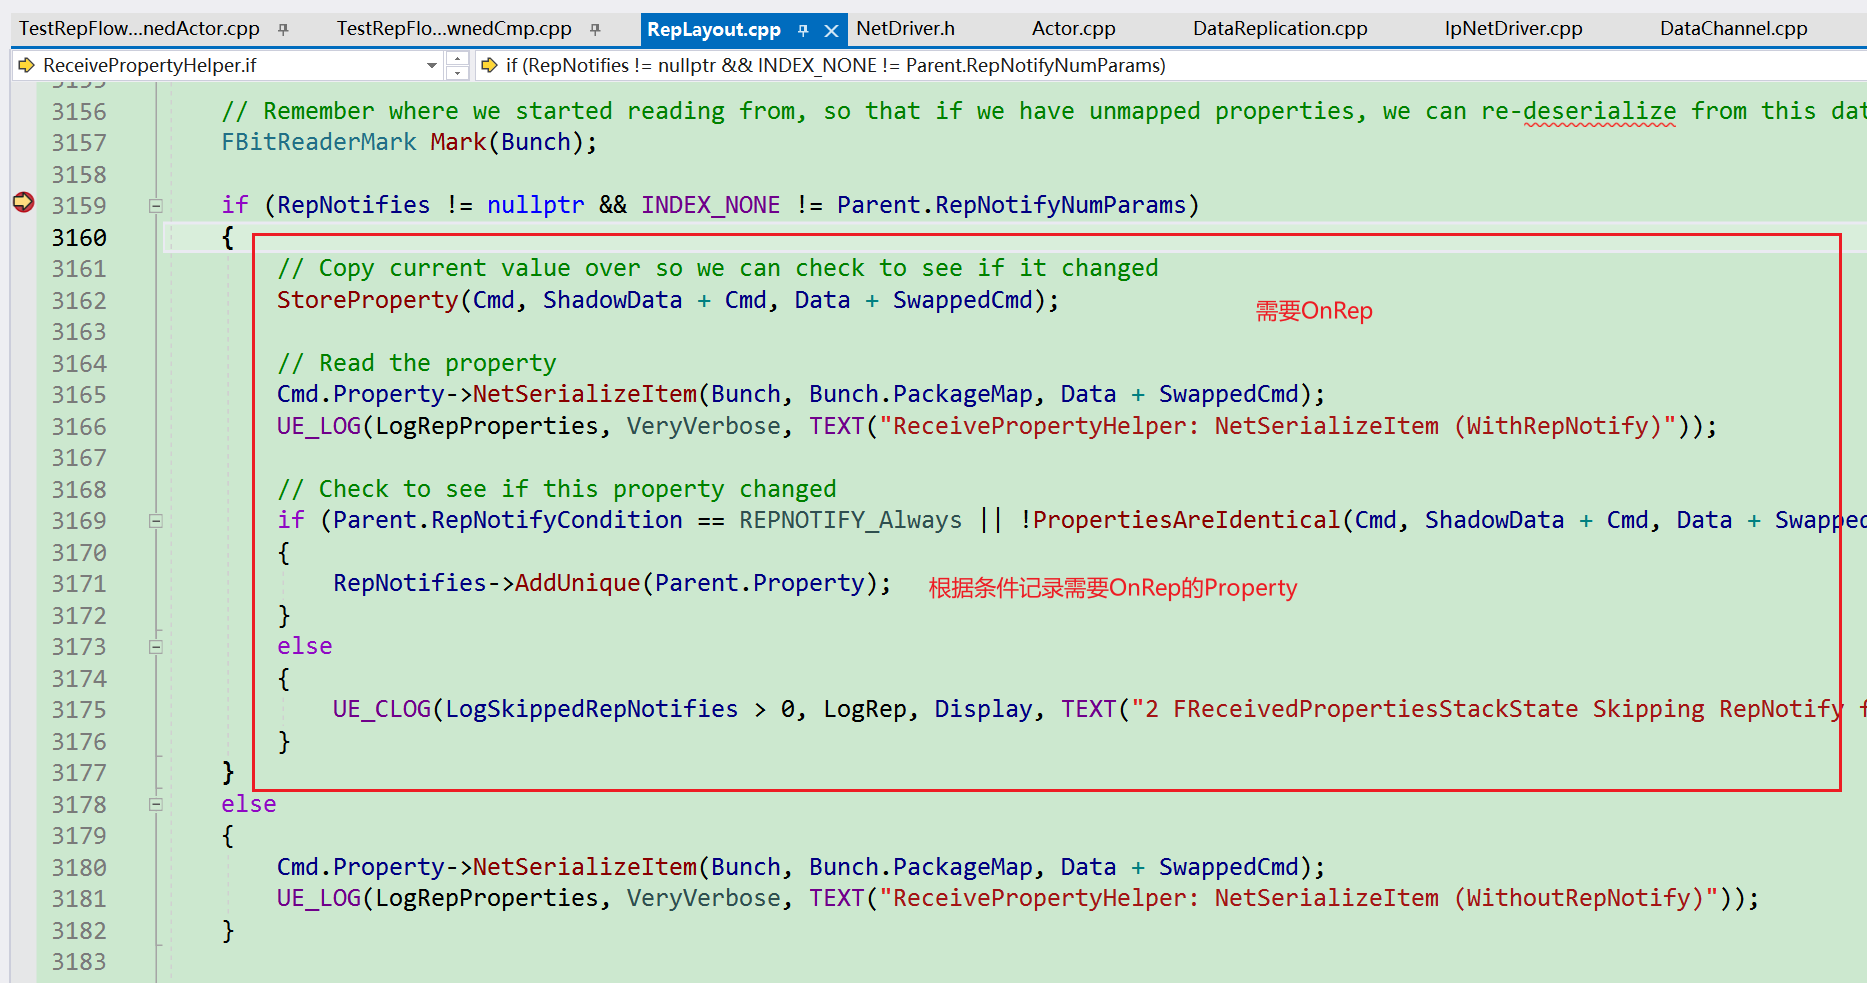 TestRepFlow...nedActor.cpp TestRepFlo...wnedCmp.cpp RepLayout.cpp NetDriver.h Actor.cpp DataReplication.cpp IpNetDriver.cpp DataChannel.cpp
ReceivePropertyHelper.if if (RepNotifies != nullptr && INDEX_NONE != Parent.RepNotifyNumParams)
3156 // Remember where we started reading from, so that if we have unmapped properties, we can re-deserialize from this dat
3157 FBitReaderMark Mark(Bunch);
3158
3159 if (RepNotifies != nullptr && INDEX_NONE != Parent.RepNotifyNumParams)
3160 {
3161 // Copy current value over so we can check to see if it changed
3162 StoreProperty(Cmd, ShadowData + Cmd, Data + SwappedCmd);
需要OnRep
3163
3164 // Read the property
3165 Cmd.Property->NetSerializeItem(Bunch, Bunch.PackageMap, Data + SwappedCmd);
3166 UE_LOG(LogRepProperties, VeryVerbose, TEXT("ReceivePropertyHelper: NetSerializeItem (WithRepNotify)"));
3167
3168 // Check to see if this property changed
3169 if (Parent.RepNotifyCondition == REPNOTIFY_Always || !PropertiesAreIdentical(Cmd, ShadowData + Cmd, Data + Swapped
3170 {
3171 RepNotifies->AddUnique(Parent.Property); 根据条件记录需要OnRep的Property
3172 }
3173 else
3174 {
3175 UE_CLOG(LogSkippedRepNotifies > 0, LogRep, Display, TEXT("2 FReceivedPropertiesStackState Skipping RepNotify f
3176 }
3177 }
3178 else
3179 {
3180 Cmd.Property->NetSerializeItem(Bunch, Bunch.PackageMap, Data + SwappedCmd);
3181 UE_LOG(LogRepProperties, VeryVerbose, TEXT("ReceivePropertyHelper: NetSerializeItem (WithoutRepNotify)"));
3182 }
3183